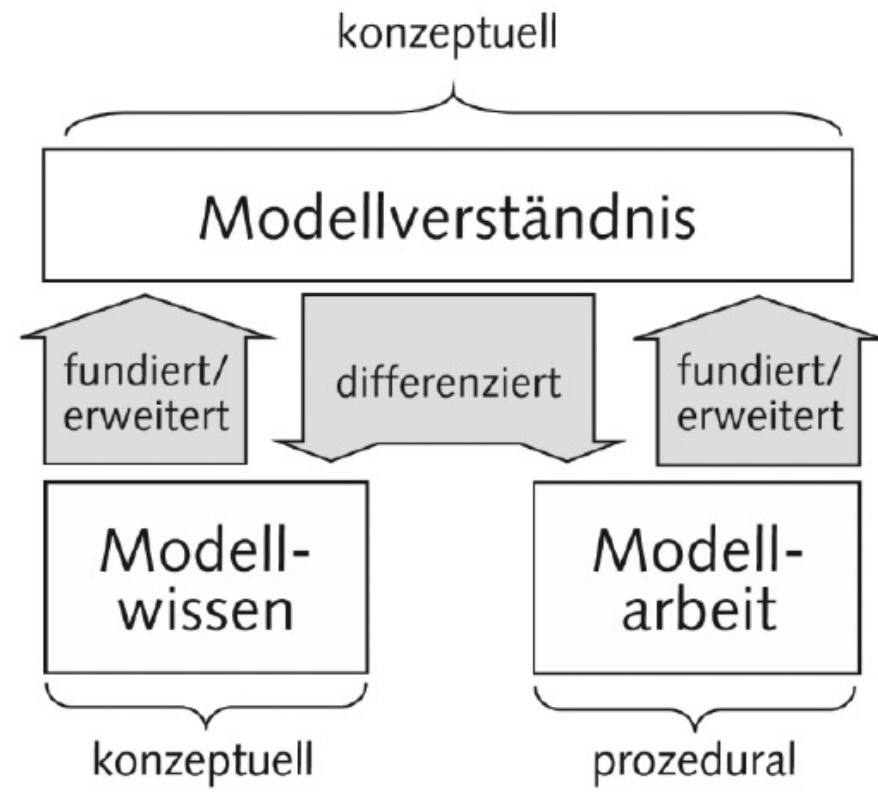 konzeptuell
Modellverständnis
fundiert/
erweitert
differenziert
fundiert/
erweitert
Modell-
wissen
Modell-
arbeit
konzeptuell
prozedural